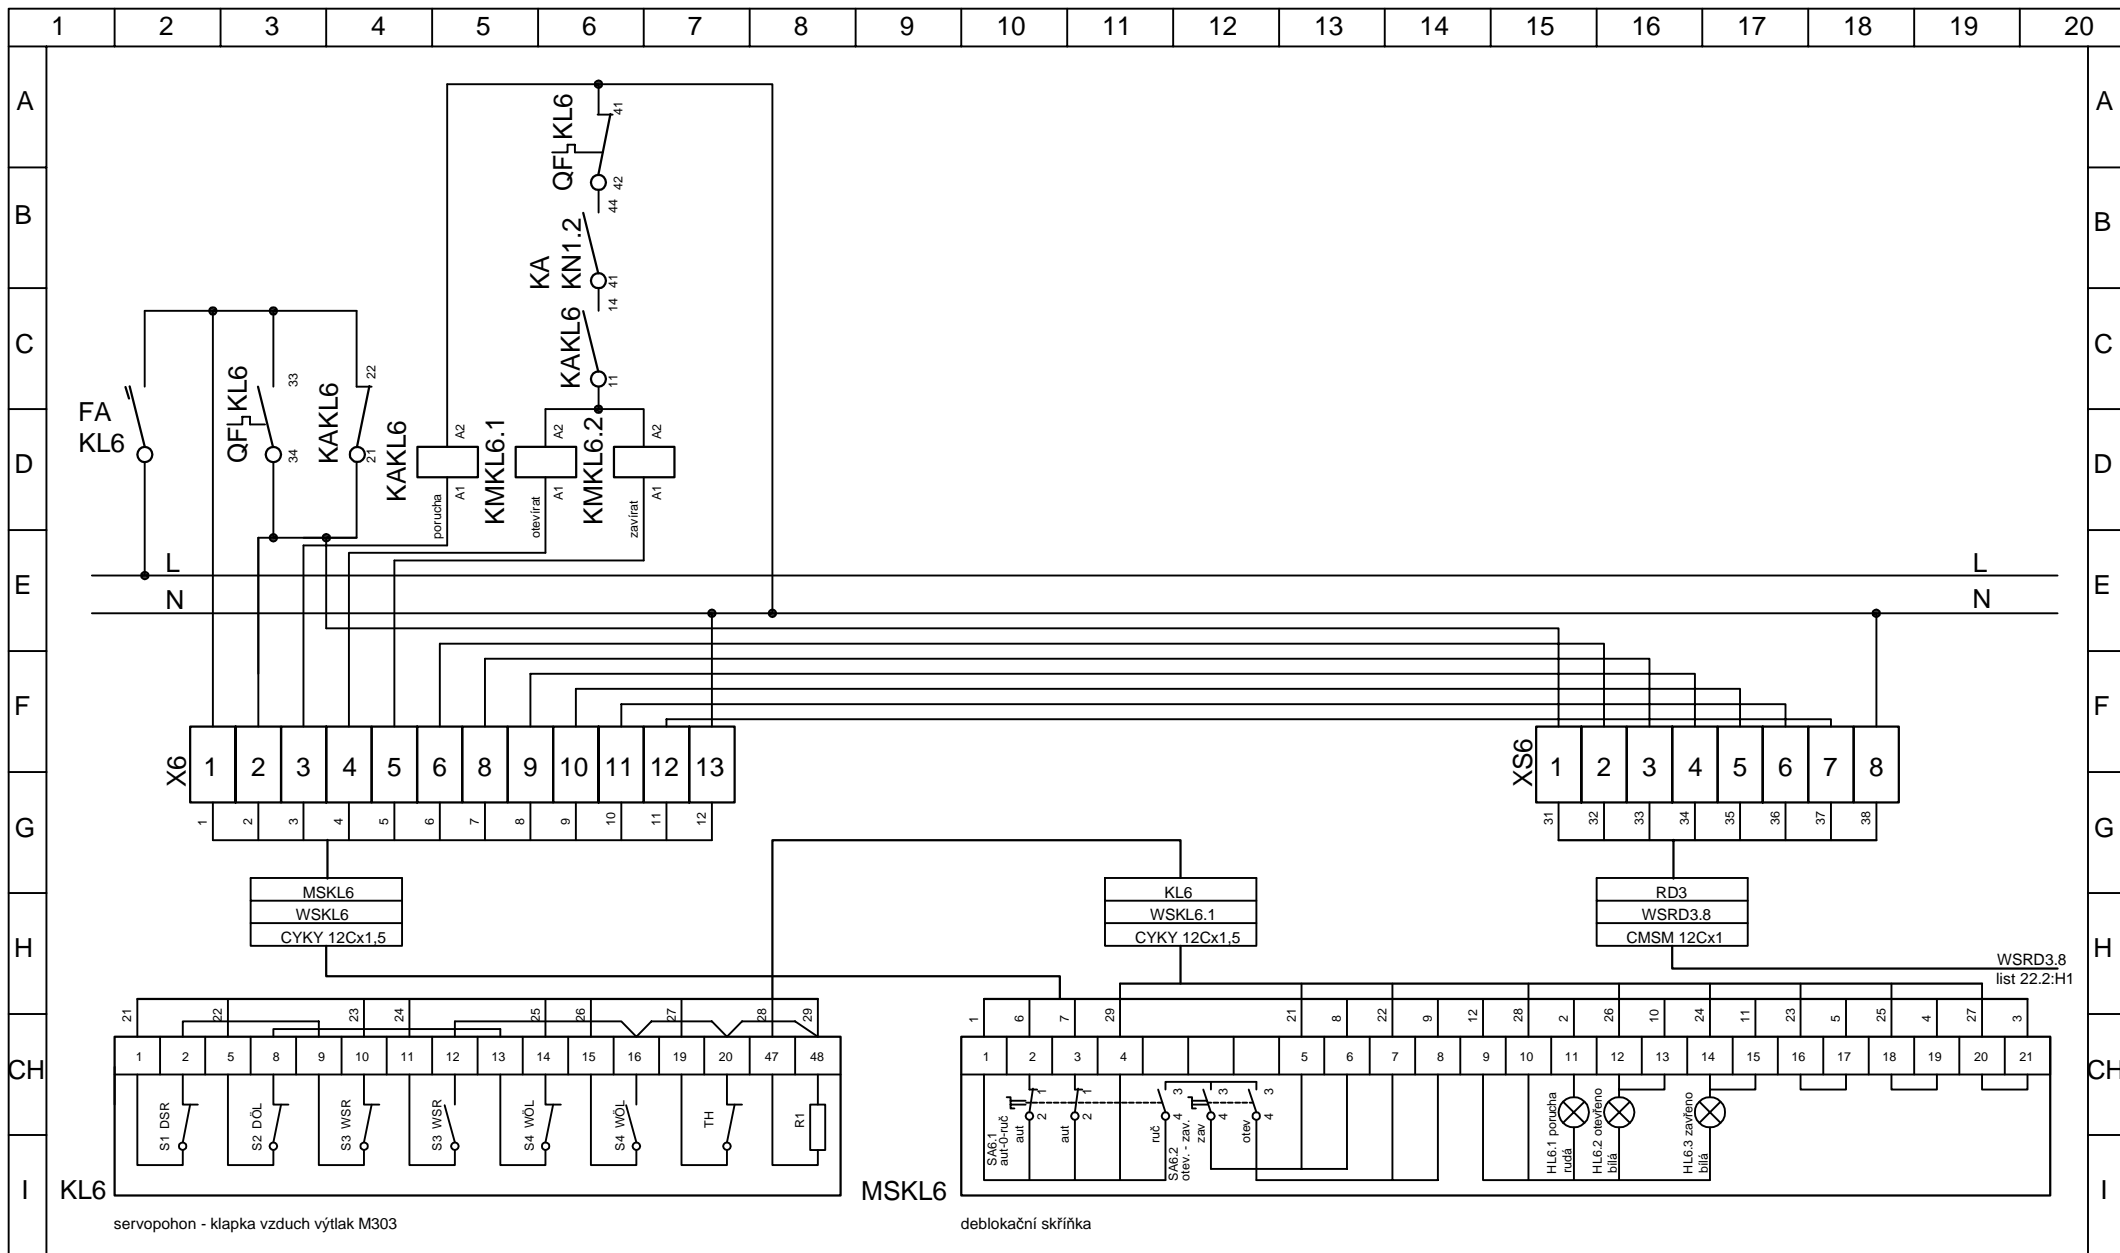 1 2 3 4 5 6 7 8 9 10 11 12 13 14 15 16 17 18 19 20
A A
B B
C C
D D
E E
F F
G G
H H
CH CH
I I
QF KL6
41
42
44
KA
KN1.2
41
14
KAKL6
11
FA
KL6
QF KL6
33
34
KAKL6
22
21
KAKL6
A2
A1
porucha
KMKL6.1
A2
A1
otevírat
KMKL6.2
A2
A1
zavírat
L L
N N
X6
1 2 3 4 5 6 8 9 10 11 12 13
1 2 3 4 5 6 7 8 9 10 11 12
XS6
1 2 3 4 5 6 7 8
31 32 33 34 35 36 37 38
MSKL6
WSKL6
CYKY 12Cx1,5
KL6
WSKL6.1
CYKY 12Cx1,5
RD3
WSRD3.8
CMSM 12Cx1
WSRD3.8
list 22.2:H1
21 22 23 24 25 26 27 28 29
1 2 5 8 9 10 11 12 13 14 15 16 19 20 47 48
S1 DSR
S2 DÖL
S3 WSR
S3 WSR
S4 WÖL
S4 WÖL
TH
R1
KL6
servopohon - klapka vzduch výtlak M303
1 6 7 29 21 8 22 9 12 28 2 26 10 24 11 23 5 25 4 27 3
1 2 3 4 5 6 7 8 9 10 11 12 13 14 15 16 17 18 19 20 21
SA6.1
aut-0-ruč
aut
1
2
aut
1
2
ruč
3
4
SA6.2
otev. - zav.
zav
3
4
otev
3
4
HL6.1 porucha
rudá
HL6.2 otevřeno
bílá
HL6.3 zavřeno
bílá
MSKL6
deblokační skříňka